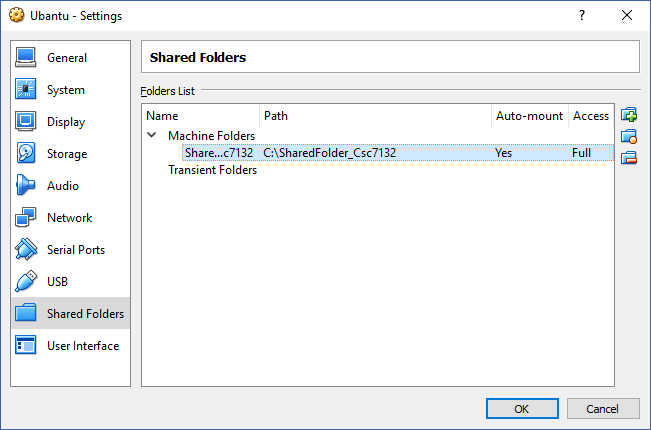 Ubantu - Settings
?
General
System
Display
Storage
Audio
Network
Serial Ports
USB
Shared Folders
User Interface
Shared Folders
Folders List
Name Path Auto-mount Access
Machine Folders
Share...c7132 C:\SharedFolder_Csc7132 Yes Full
Transient Folders
OK Cancel